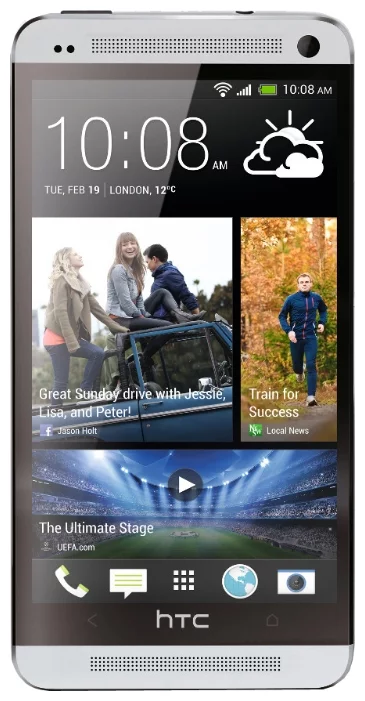 10:08 AM
10:08 AM
TUE, FEB 19 | LONDON, 12°C
Great Sunday drive with Jessie,
Lisa, and Peter!
f Jason Holt
Train for
Success
Local News
The Ultimate Stage
UEFA.com
hTC